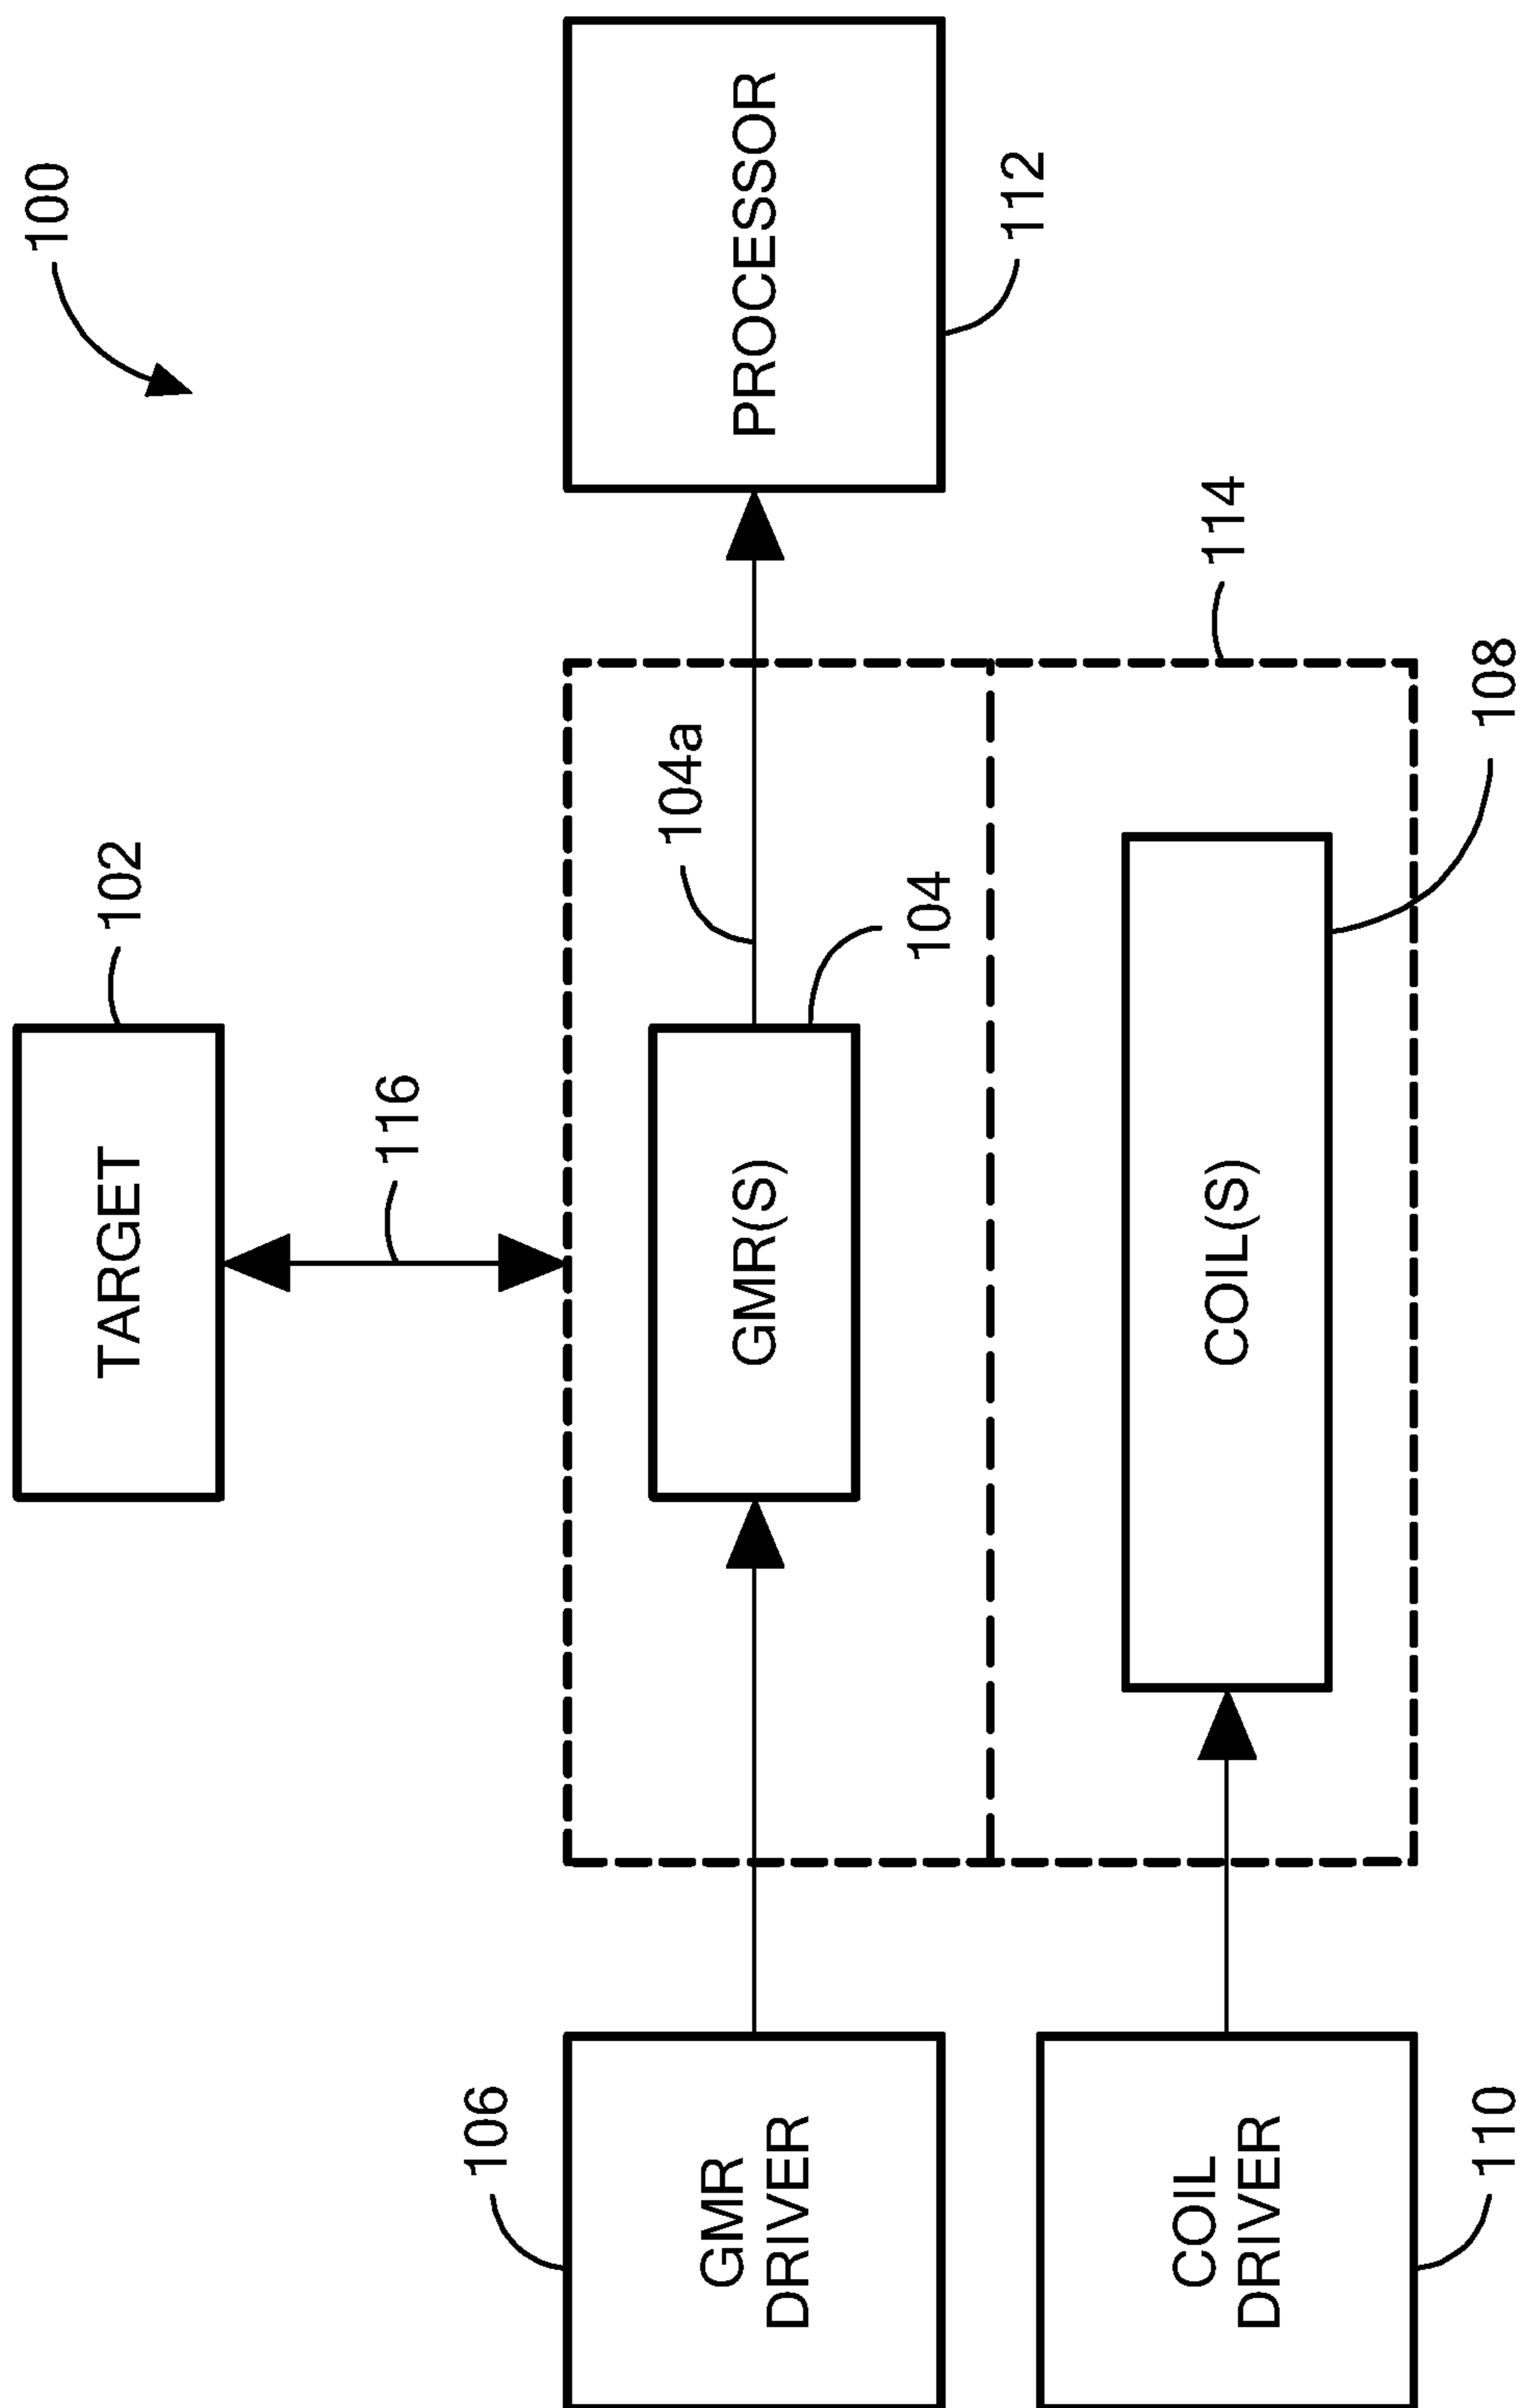 100
102
TARGET
116
106
GMR
DRIVER
GMR(S)
104a
104
PROCESSOR
112
114
COIL
DRIVER
110
COIL(S)
108